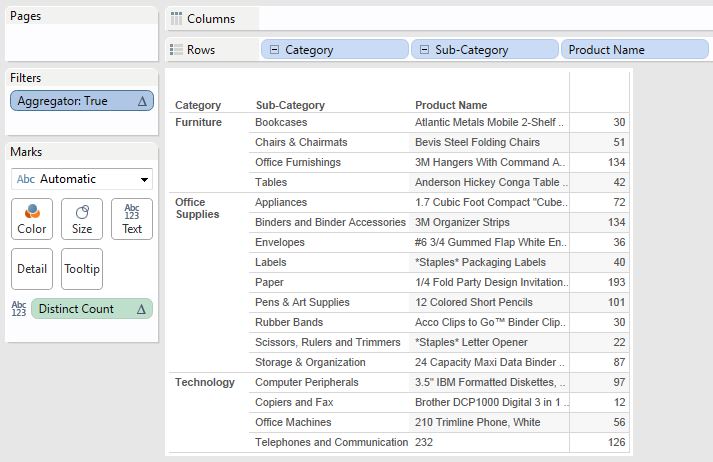 Pages
Columns
Rows
Category
Sub-Category
Product Name
Filters
Aggregator: True Δ
Marks
Abc Automatic
Color
Size
Abc
123
Text
Detail
Tooltip
Abc
123
Distinct Count Δ
Category Sub-Category Product Name
Furniture Bookcases Atlantic Metals Mobile 2-Shelf .. 30
Chairs & Chairmats Bevis Steel Folding Chairs 51
Office Furnishings 3M Hangers With Command A.. 134
Tables Anderson Hickey Conga Table .. 42
Office Supplies Appliances 1.7 Cubic Foot Compact "Cube.. 72
Binders and Binder Accessories 3M Organizer Strips 134
Envelopes #6 3/4 Gummed Flap White En.. 36
Labels *Staples* Packaging Labels 40
Paper 1/4 Fold Party Design Invitation.. 193
Pens & Art Supplies 12 Colored Short Pencils 101
Rubber Bands Acco Clips to Go™ Binder Clip.. 30
Scissors, Rulers and Trimmers *Staples* Letter Opener 22
Storage & Organization 24 Capacity Maxi Data Binder .. 87
Technology Computer Peripherals 3.5" IBM Formatted Diskettes, .. 97
Copiers and Fax Brother DCP1000 Digital 3 in 1 .. 12
Office Machines 210 Trimline Phone, White 56
Telephones and Communication 232 126